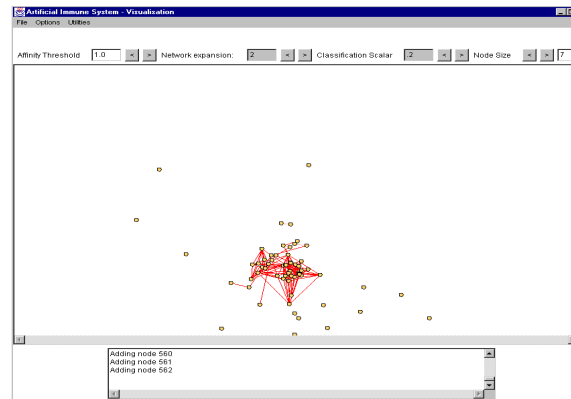 Artificial Immune System - Visualisation
File Options Utilities
Affinity Threshold 1.0 < > Network expansion: 2 < > Classification Scalar .2 < > Node Size < > 7
Adding node 560
Adding node 561
Adding node 562